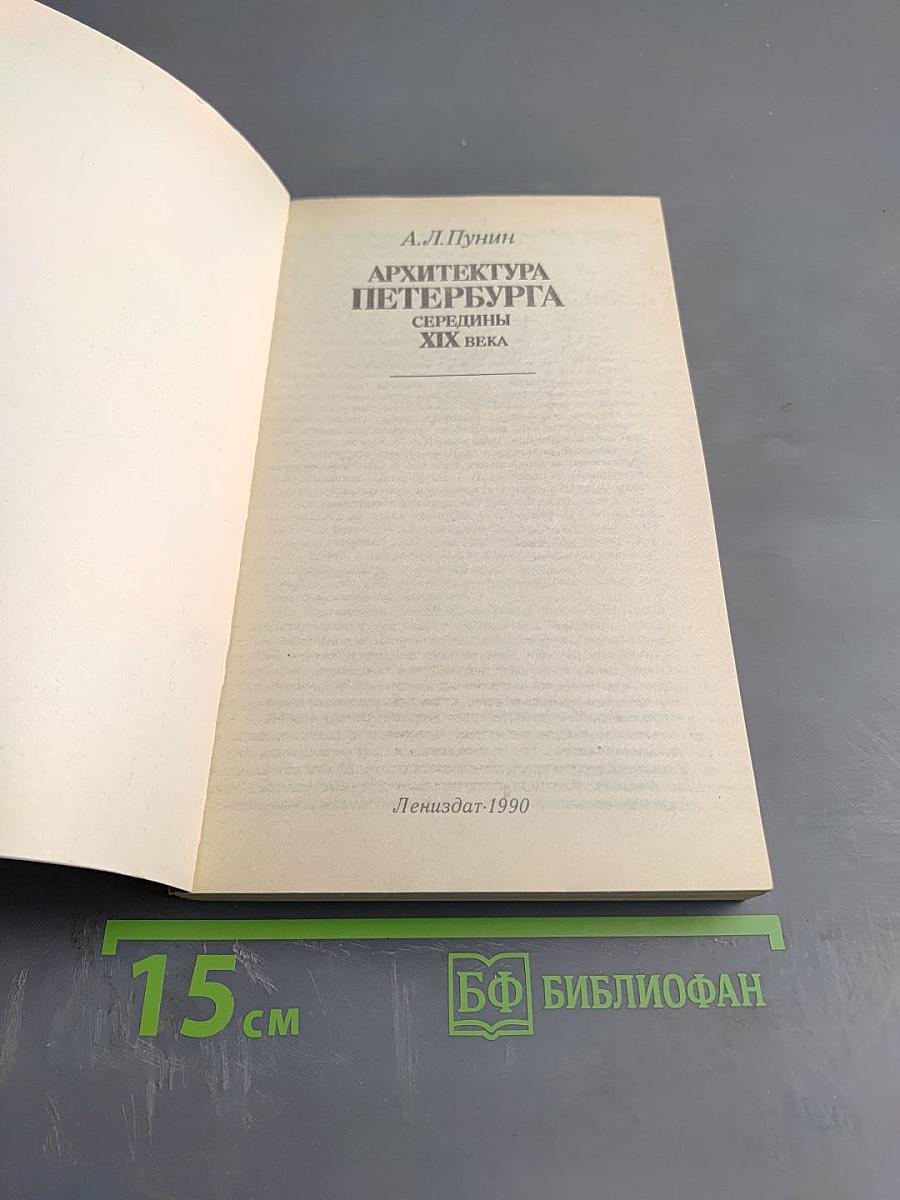 А. Л. Пунин
АРХИТЕКТУРА
ПЕТЕРБУРГА
СЕРЕДИНЫ
XIX ВЕКА
Лениздат·1990
15 см
БФ БИБЛИОФАН